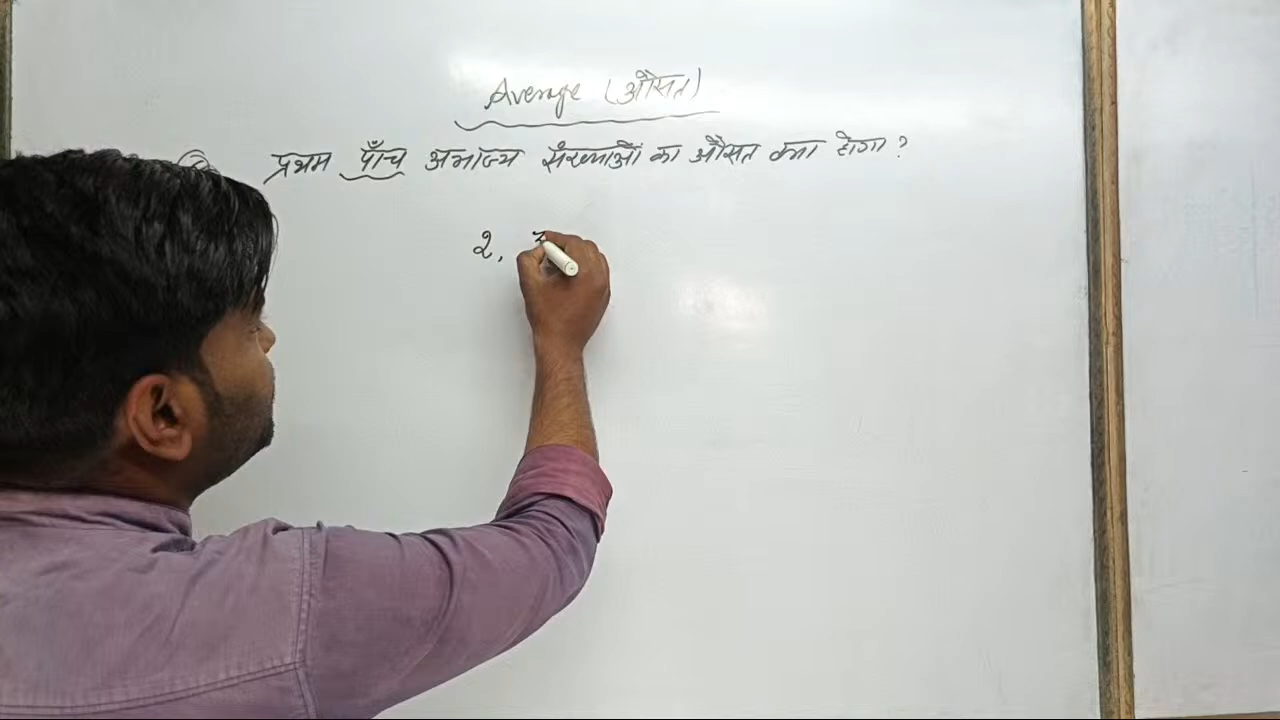 Average (औसत)
प्रथम पाँच अभाज्य संख्याओं का औसत क्या होगा ?
2,